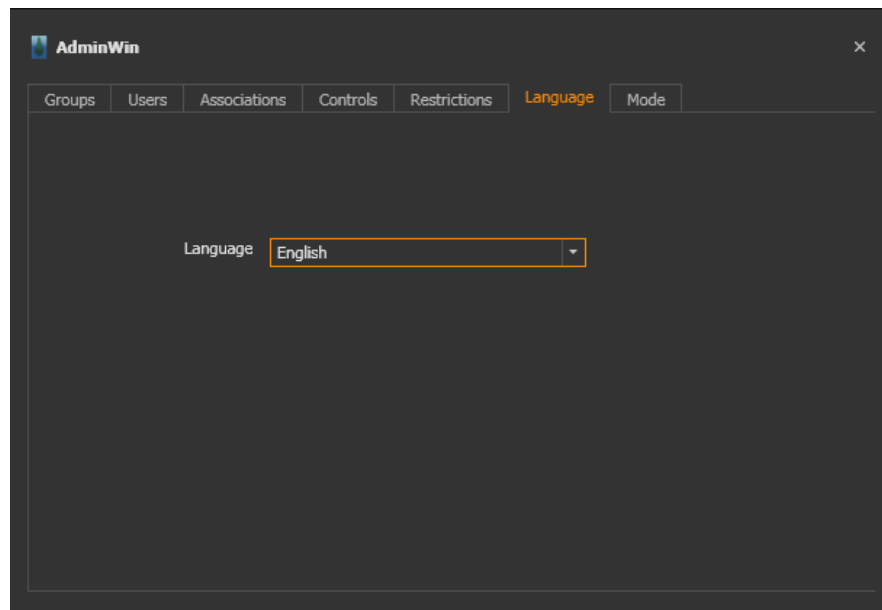 AdminWin
Groups Users Associations Controls Restrictions Language Mode
Language English